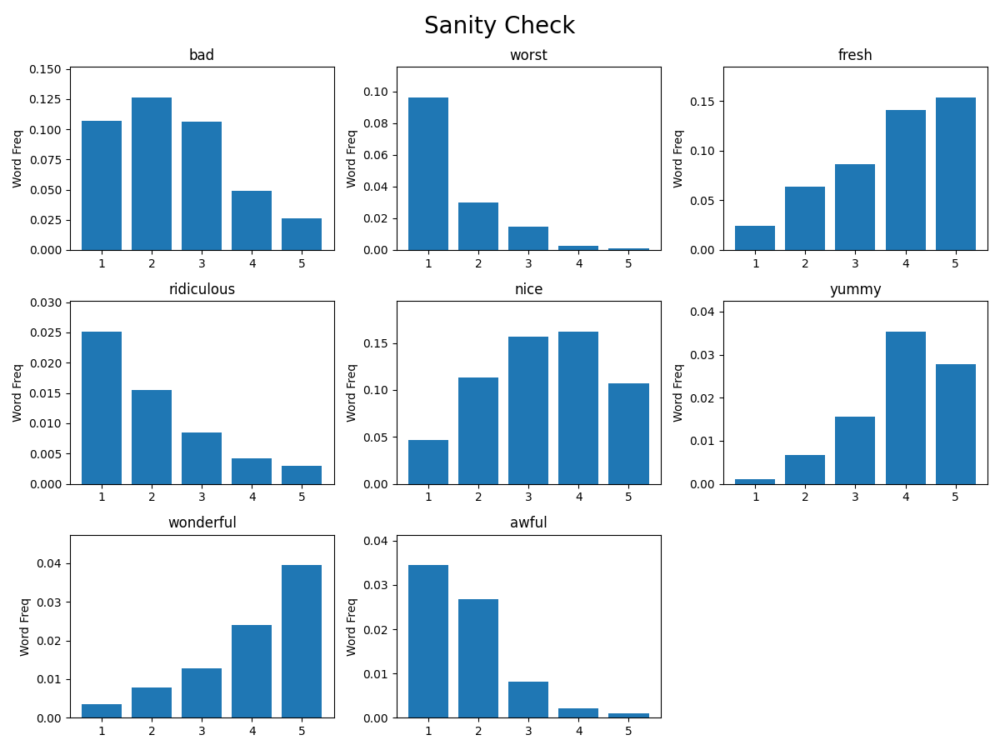 Sanity Check
bad
Word Freq
0.150
0.125
0.100
0.075
0.050
0.025
0.000
1 2 3 4 5
worst
Word Freq
0.10
0.08
0.06
0.04
0.02
0.00
1 2 3 4 5
fresh
Word Freq
0.15
0.10
0.05
0.00
1 2 3 4 5
ridiculous
Word Freq
0.030
0.025
0.020
0.015
0.010
0.005
0.000
1 2 3 4 5
nice
Word Freq
0.15
0.10
0.05
0.00
1 2 3 4 5
yummy
Word Freq
0.04
0.03
0.02
0.01
0.00
1 2 3 4 5
wonderful
Word Freq
0.04
0.03
0.02
0.01
0.00
1 2 3 4 5
awful
Word Freq
0.04
0.03
0.02
0.01
0.00
1 2 3 4 5